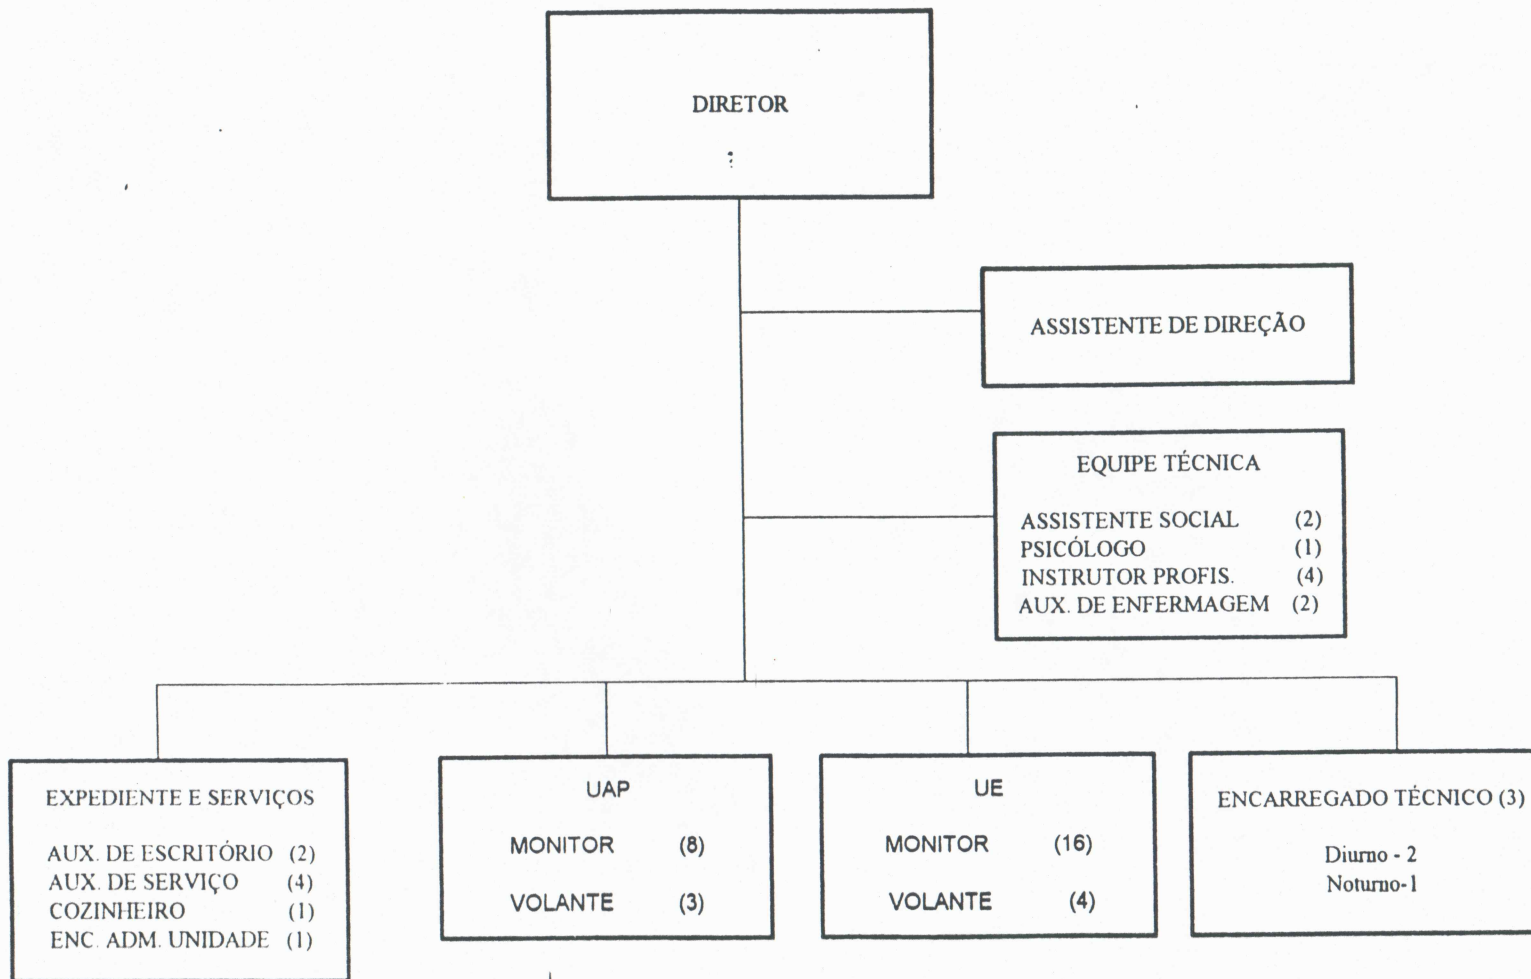 DIRETOR
ASSISTENTE DE DIREÇÃO
EQUIPE TÉCNICA
ASSISTENTE SOCIAL (2)
PSICÓLOGO (1)
INSTRUTOR PROFIS. (4)
AUX. DE ENFERMAGEM (2)
EXPEDIENTE E SERVIÇOS
AUX. DE ESCRITÓRIO (2)
AUX. DE SERVIÇO (4)
COZINHEIRO (1)
ENC. ADM. UNIDADE (1)
UAP
MONITOR (8)
VOLANTE (3)
UE
MONITOR (16)
VOLANTE (4)
ENCARREGADO TÉCNICO (3)
Diurno - 2
Noturno-1